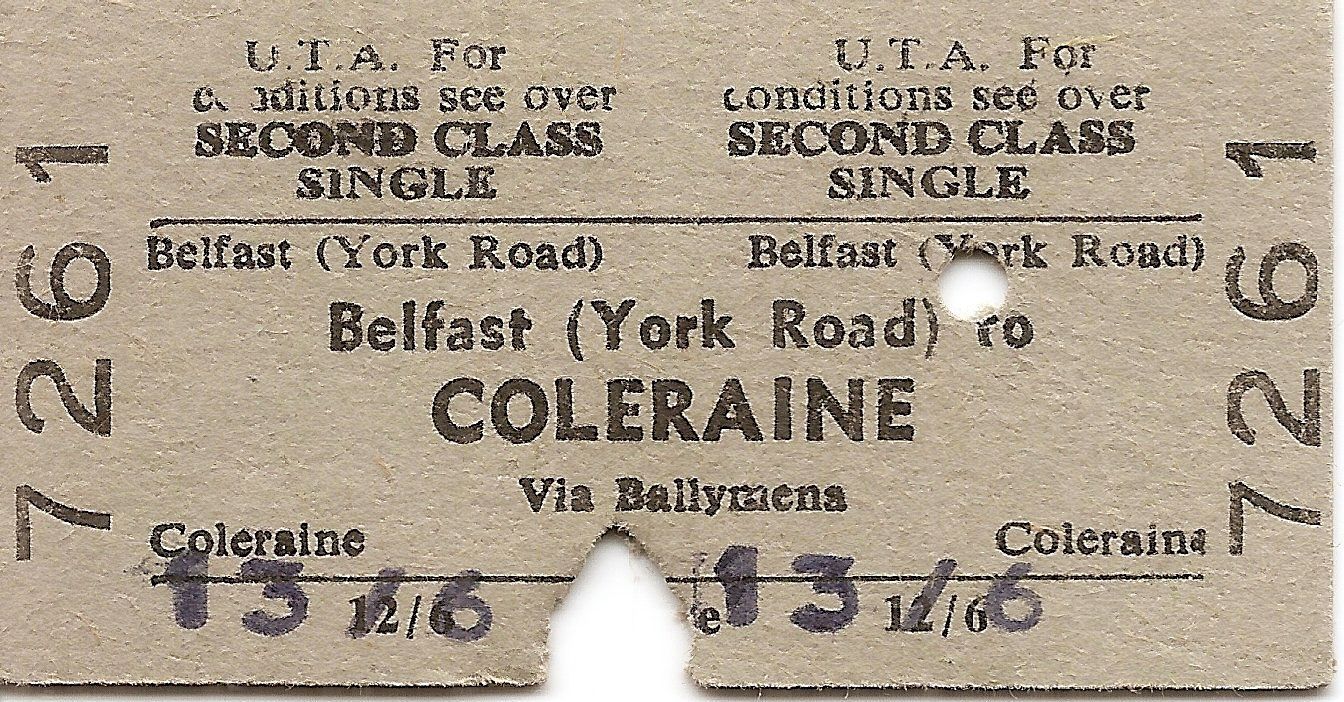 U.T.A. For U.T.A. For
conditions see over conditions see over
SECOND CLASS SECOND CLASS
SINGLE SINGLE
Belfast (York Road) Belfast (York Road)
Belfast (York Road) to
COLERAINE
Via Ballymena
Coleraine Coleraine
12/6 12/6
13/6 13/6
7261 7261